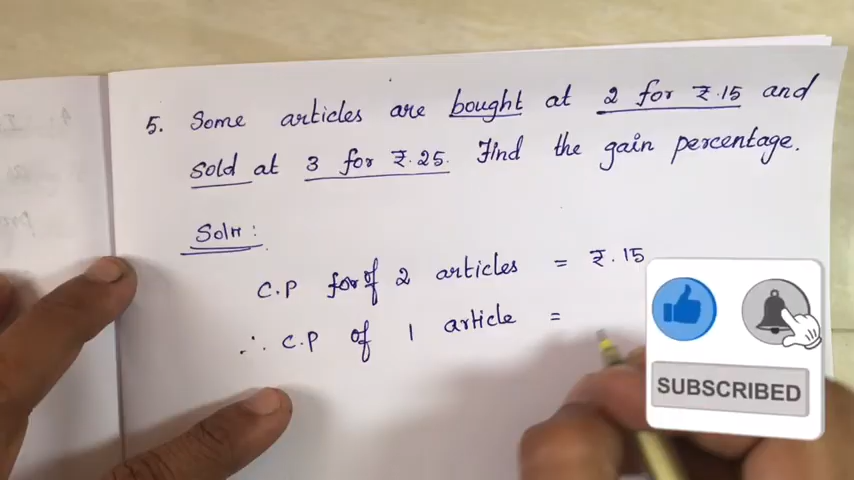 5. Some articles are bought at 2 for ₹.15 and
sold at 3 for ₹.25. Find the gain percentage.
Soln:
C.P for of 2 articles = ₹.15
∴ C.P of 1 article =
SUBSCRIBED